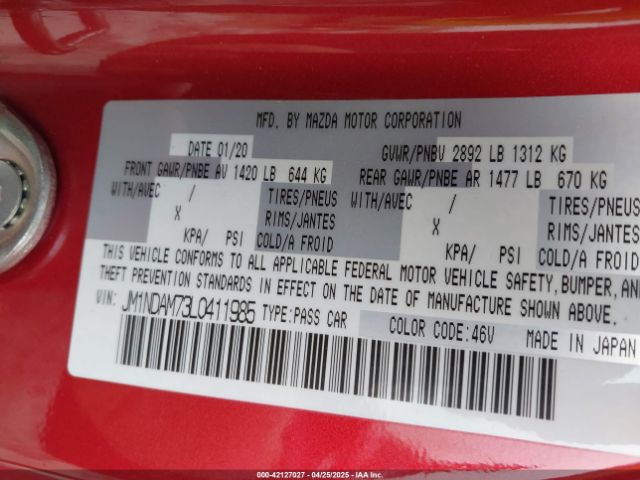 MFD. BY MAZDA MOTOR CORPORATION
DATE 01/20 GVWR/PNBV 2892 LB 1312 KG
FRONT GAWR/PNBE AV 1420 LB 644 KG REAR GAWR/PNBE AR 1477 LB 670 KG
WITH/AVEC / TIRES/PNEUS WITH/AVEC / TIRES/PNEUS
X RIMS/JANTES X RIMS/JANTES
KPA/ PSI COLD/A FROID KPA/ PSI COLD/A FROID
THIS VEHICLE CONFORMS TO ALL APPLICABLE FEDERAL MOTOR VEHICLE SAFETY, BUMPER, AND
THEFT PREVENTION STANDARDS IN EFFECT ON THE DATE OF MANUFACTURE SHOWN ABOVE.
VIN: JM1NDAM73L0411985 TYPE:PASS CAR
COLOR CODE:46V MADE IN JAPAN
000-42127027 - 04/25/2025 - IAA Inc.